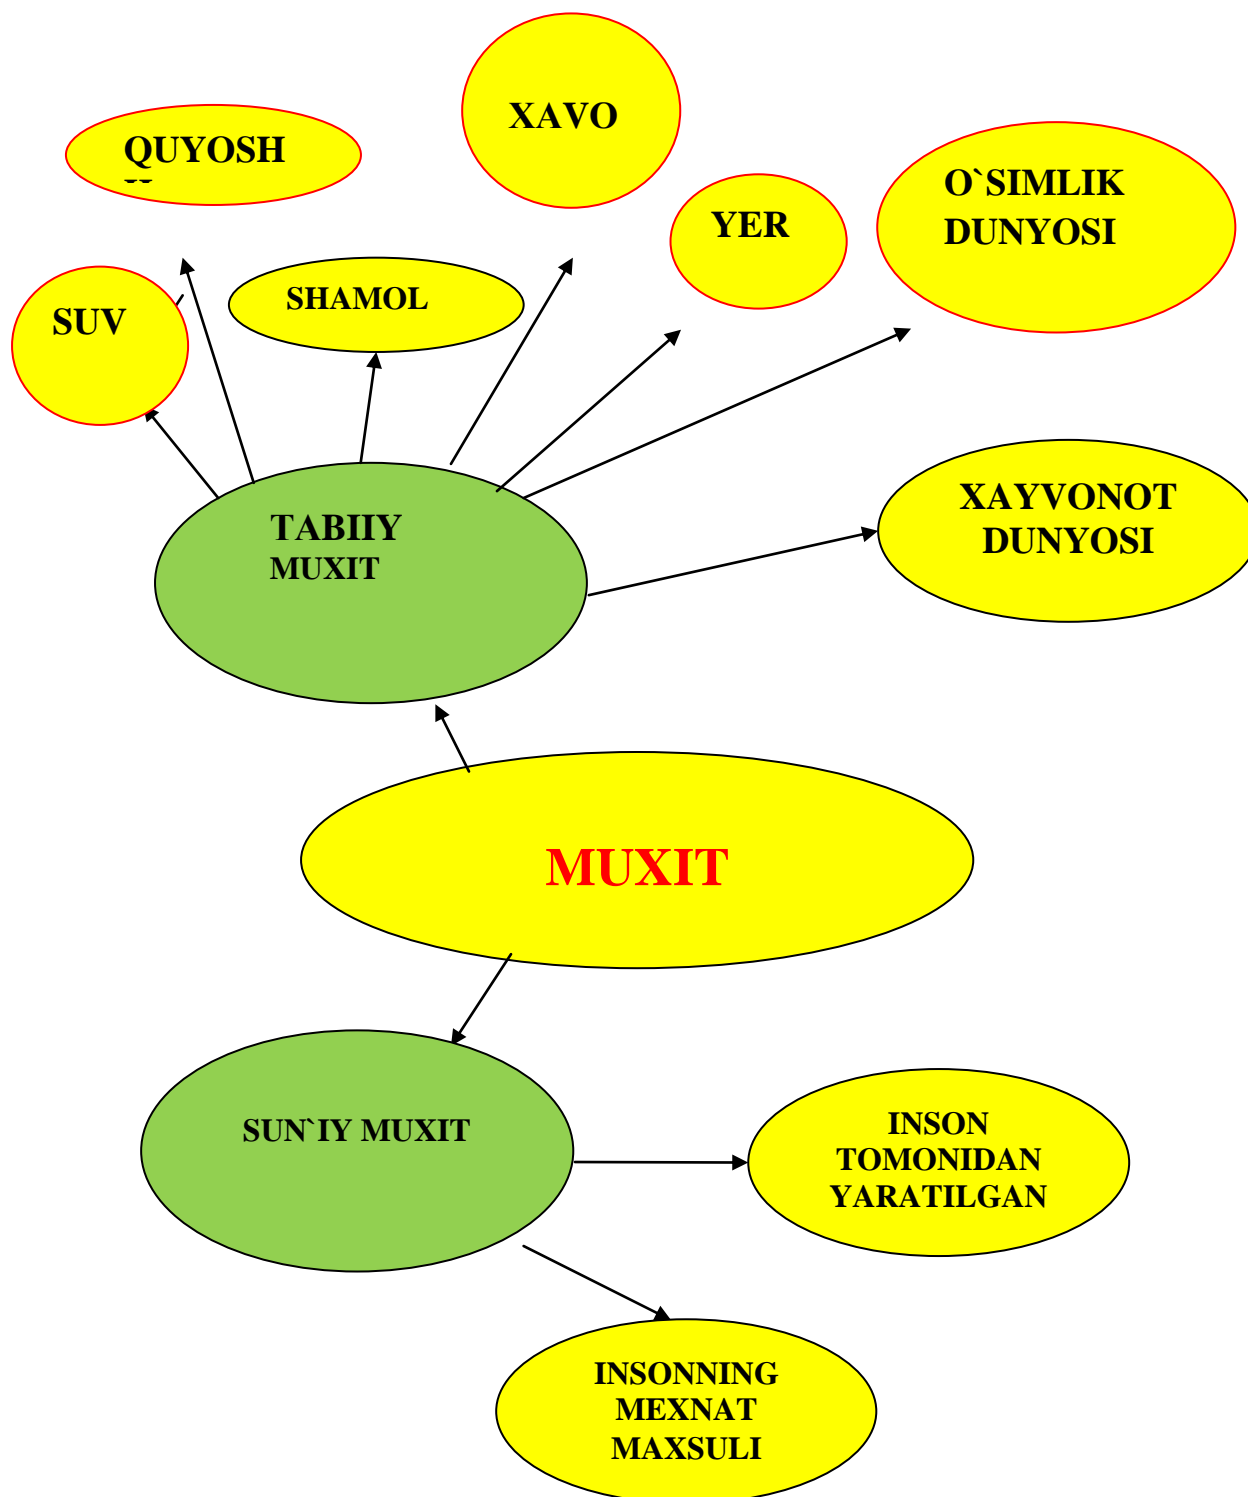 XAVO
QUYOSH
O`SIMLIK
DUNYOSI
YER
SHAMOL
SUV
XAYVONOT
DUNYOSI
TABIIY
MUXIT
MUXIT
SUN`IY MUXIT
INSON
TOMONIDAN
YARATILGAN
INSONNING
MEXNAT
MAXSULI